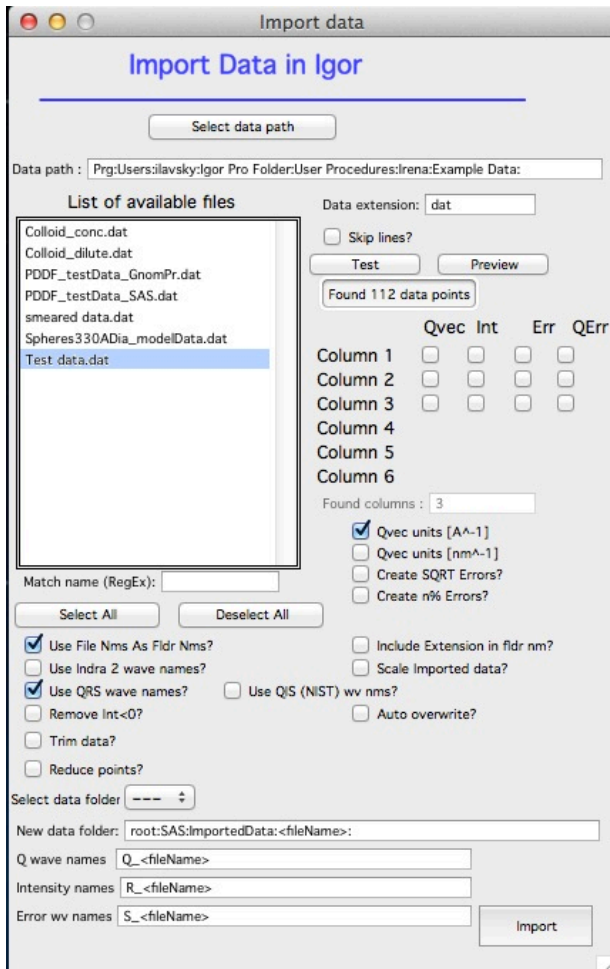 Import data
Import Data in Igor
Select data path
Data path : Prg:Users:ilavsky:Igor Pro Folder:User Procedures:Irena:Example Data:
List of available files
Data extension: dat
Colloid_conc.dat
Colloid_dilute.dat
PDDF_testData_GnomPr.dat
PDDF_testData_SAS.dat
smeared data.dat
Spheres330ADia_modelData.dat
Test data.dat
Skip lines?
Test Preview
Found 112 data points
Qvec Int Err QErr
Column 1
Column 2
Column 3
Column 4
Column 5
Column 6
Found columns : 3
Qvec units [A^-1]
Qvec units [nm^-1]
Create SQRT Errors?
Create n% Errors?
Match name (RegEx):
Select All Deselect All
Use File Nms As Fldr Nms? Include Extension in fldr nm?
Use Indra 2 wave names? Scale Imported data?
Use QRS wave names? Use QIS (NIST) wv nms?
Remove Int<0? Auto overwrite?
Trim data?
Reduce points?
Select data folder ---
New data folder: root:SAS:ImportedData:<fileName>:
Q wave names Q_<fileName>
Intensity names R_<fileName>
Error wv names S_<fileName>
Import